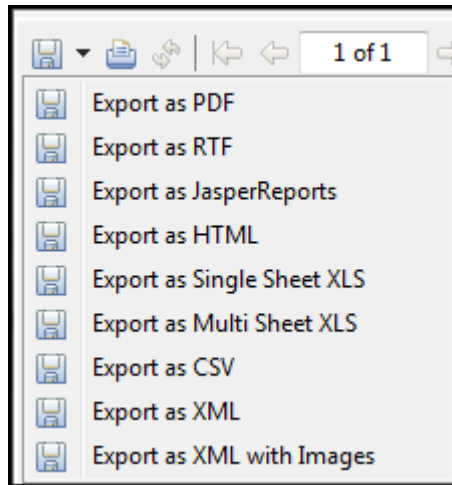 1 of 1
Export as PDF
Export as RTF
Export as JasperReports
Export as HTML
Export as Single Sheet XLS
Export as Multi Sheet XLS
Export as CSV
Export as XML
Export as XML with Images